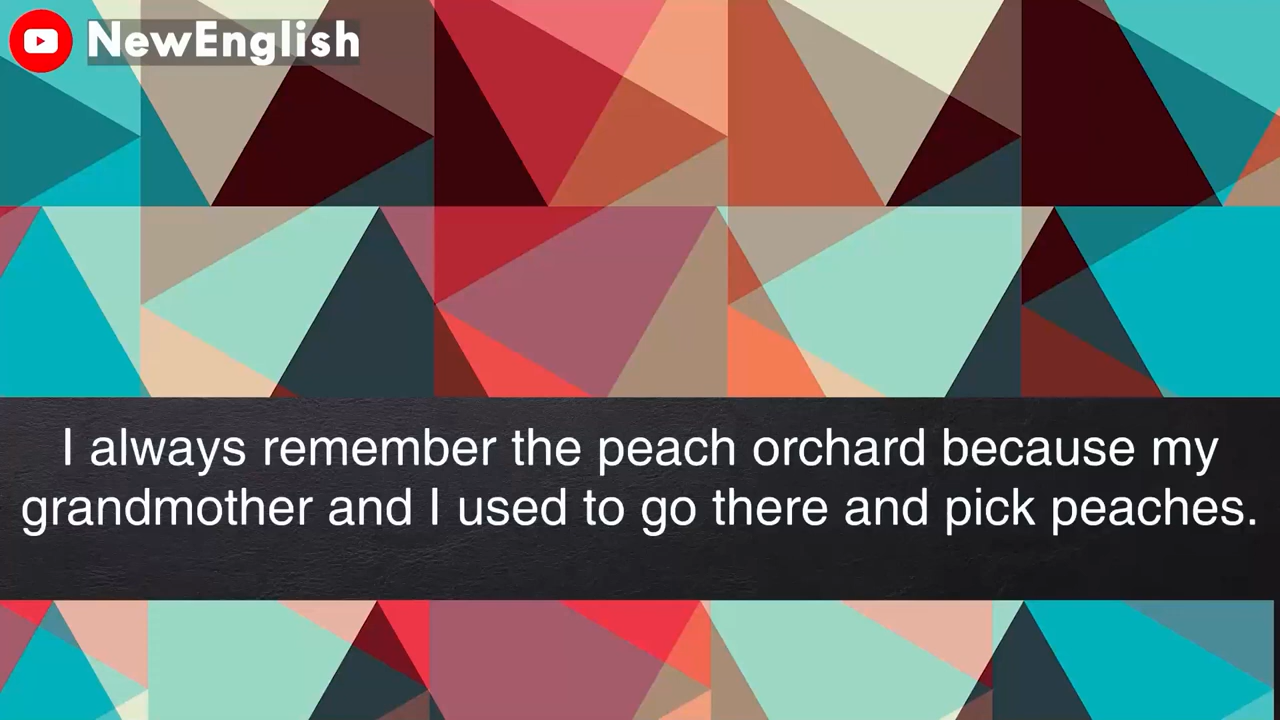 NewEnglish
I always remember the peach orchard because my
grandmother and I used to go there and pick peaches.